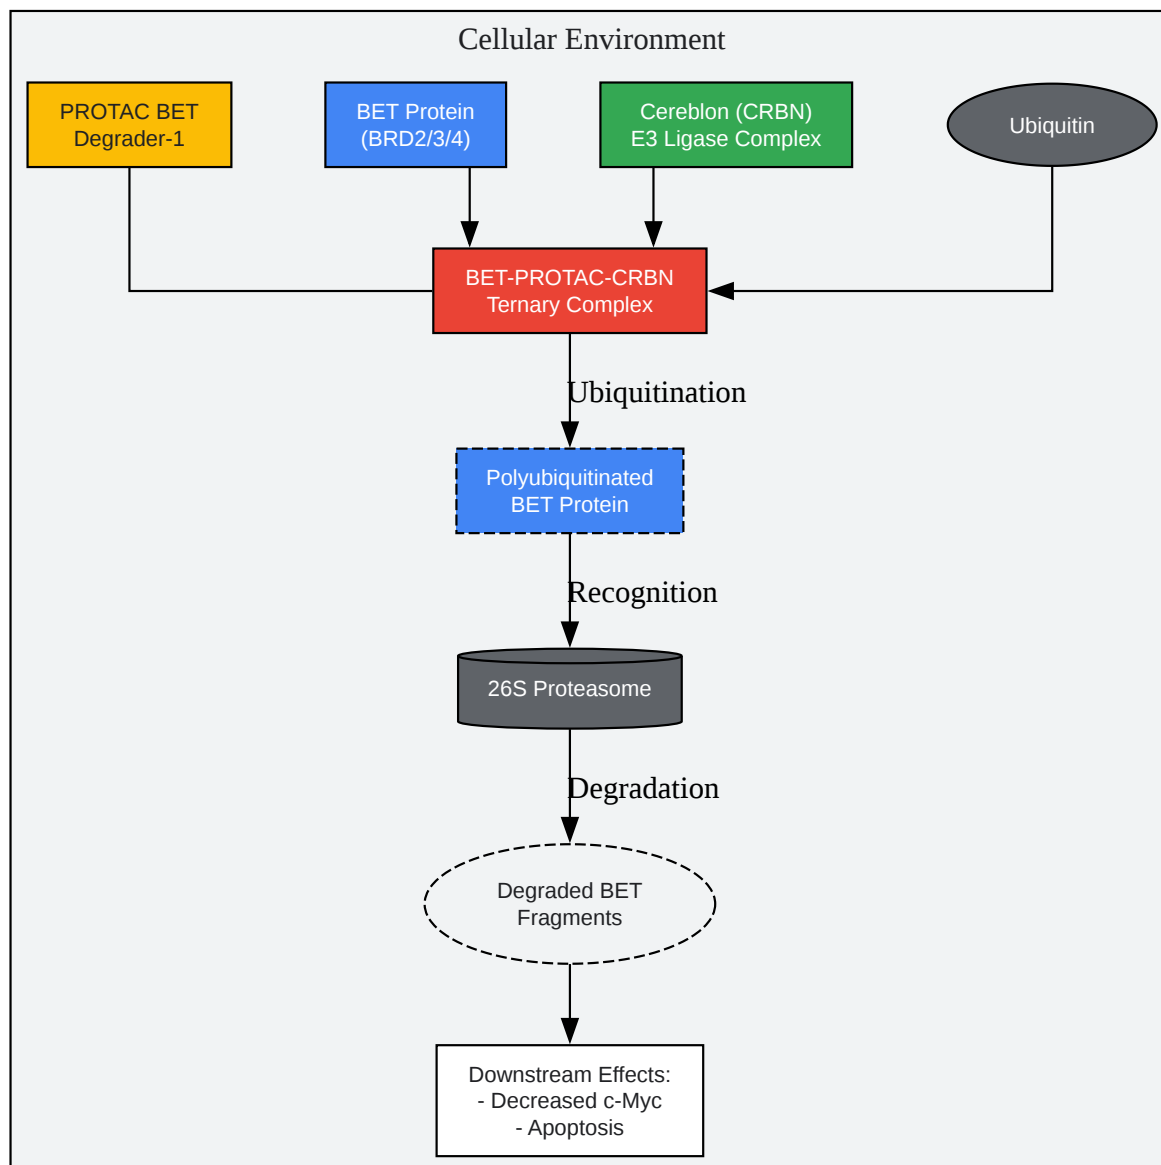 Cellular Environment
PROTAC BET
Degrader-1
BET Protein
(BRD2/3/4)
Cereblon (CRBN)
E3 Ligase Complex
Ubiquitin
BET-PROTAC-CRBN
Ternary Complex
Ubiquitination
Polyubiquitinated
BET Protein
Recognition
26S Proteasome
Degradation
Degraded BET
Fragments
Downstream Effects:
- Decreased c-Myc
- Apoptosis